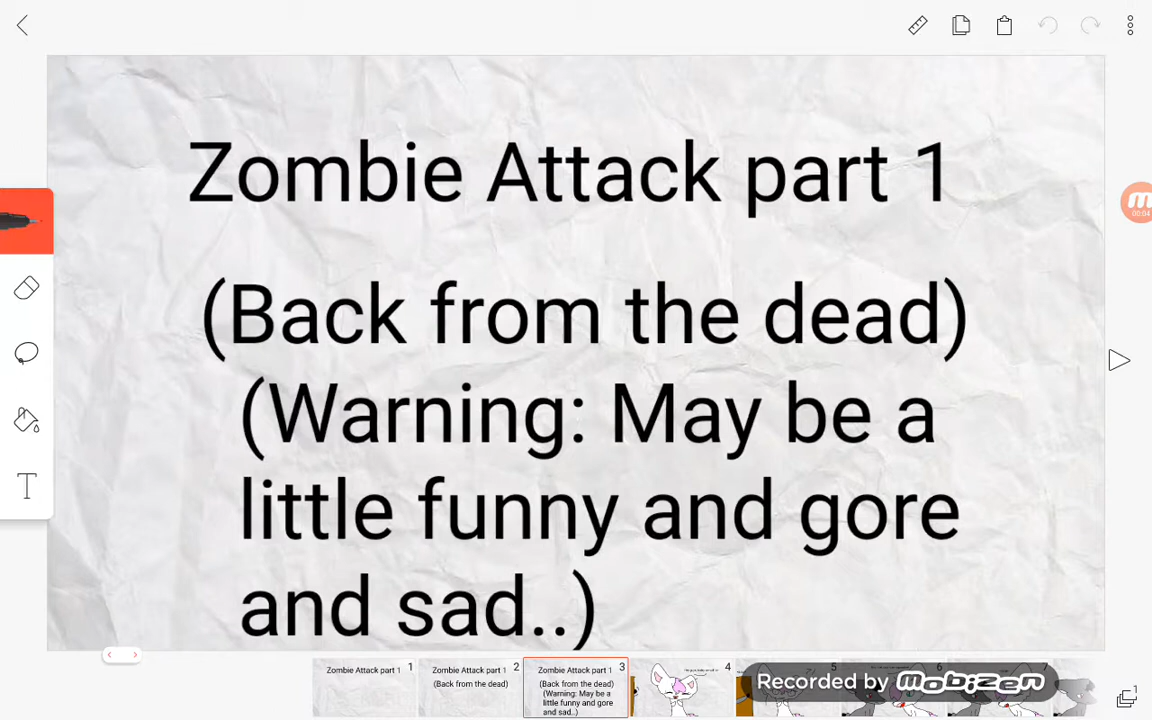 Zombie Attack part 1
(Back from the dead)
(Warning: May be a
little funny and gore
and sad..)
00:04
T
Zombie Attack part 1
1
Zombie Attack part 1
2
(Back from the dead)
Zombie Attack part 1
3
(Back from the dead)
(Warning: May be a
little funny and gore
and sad..)
4
5
6
7
Recorded by mobizen